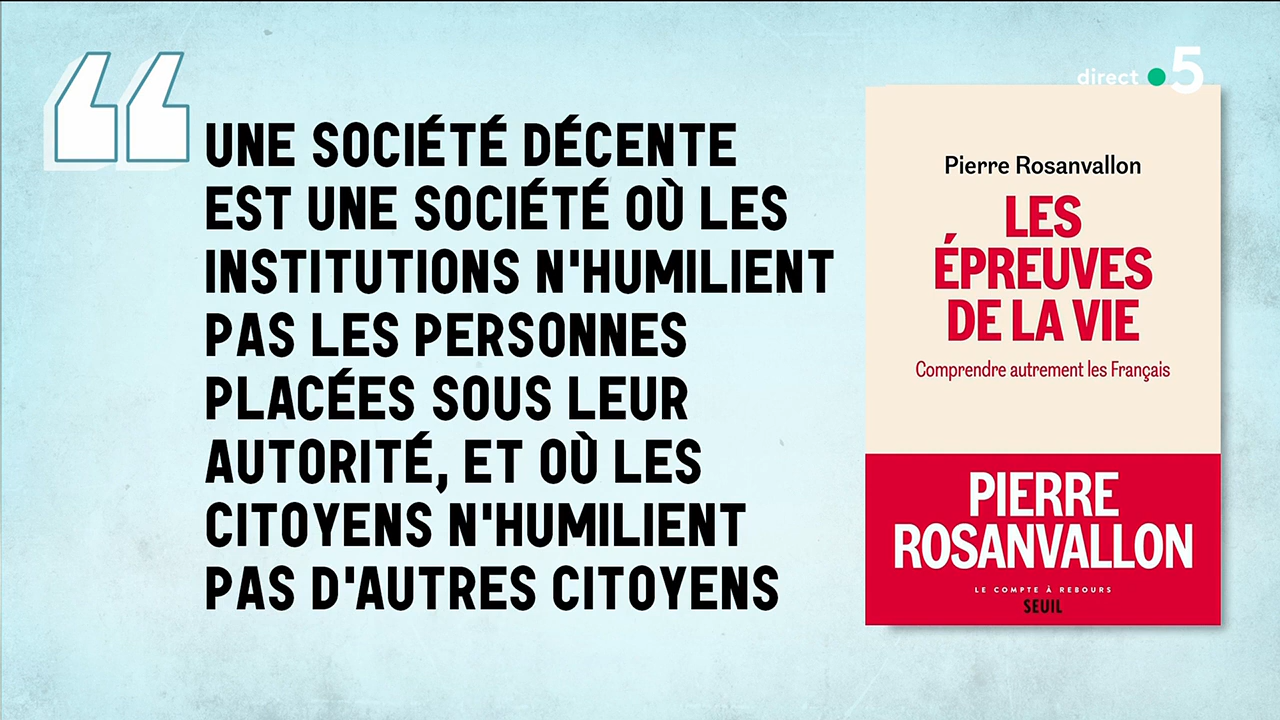 UNE SOCIÉTÉ DÉCENTE
EST UNE SOCIÉTÉ OÙ LES
INSTITUTIONS N'HUMILIENT
PAS LES PERSONNES
PLACÉES SOUS LEUR
AUTORITÉ, ET OÙ LES
CITOYENS N'HUMILIENT
PAS D'AUTRES CITOYENS
direct 5
Pierre Rosanvallon
LES
ÉPREUVES
DE LA VIE
Comprendre autrement les Français
PIERRE
ROSANVALLON
LE COMPTE À REBOURS
SEUIL